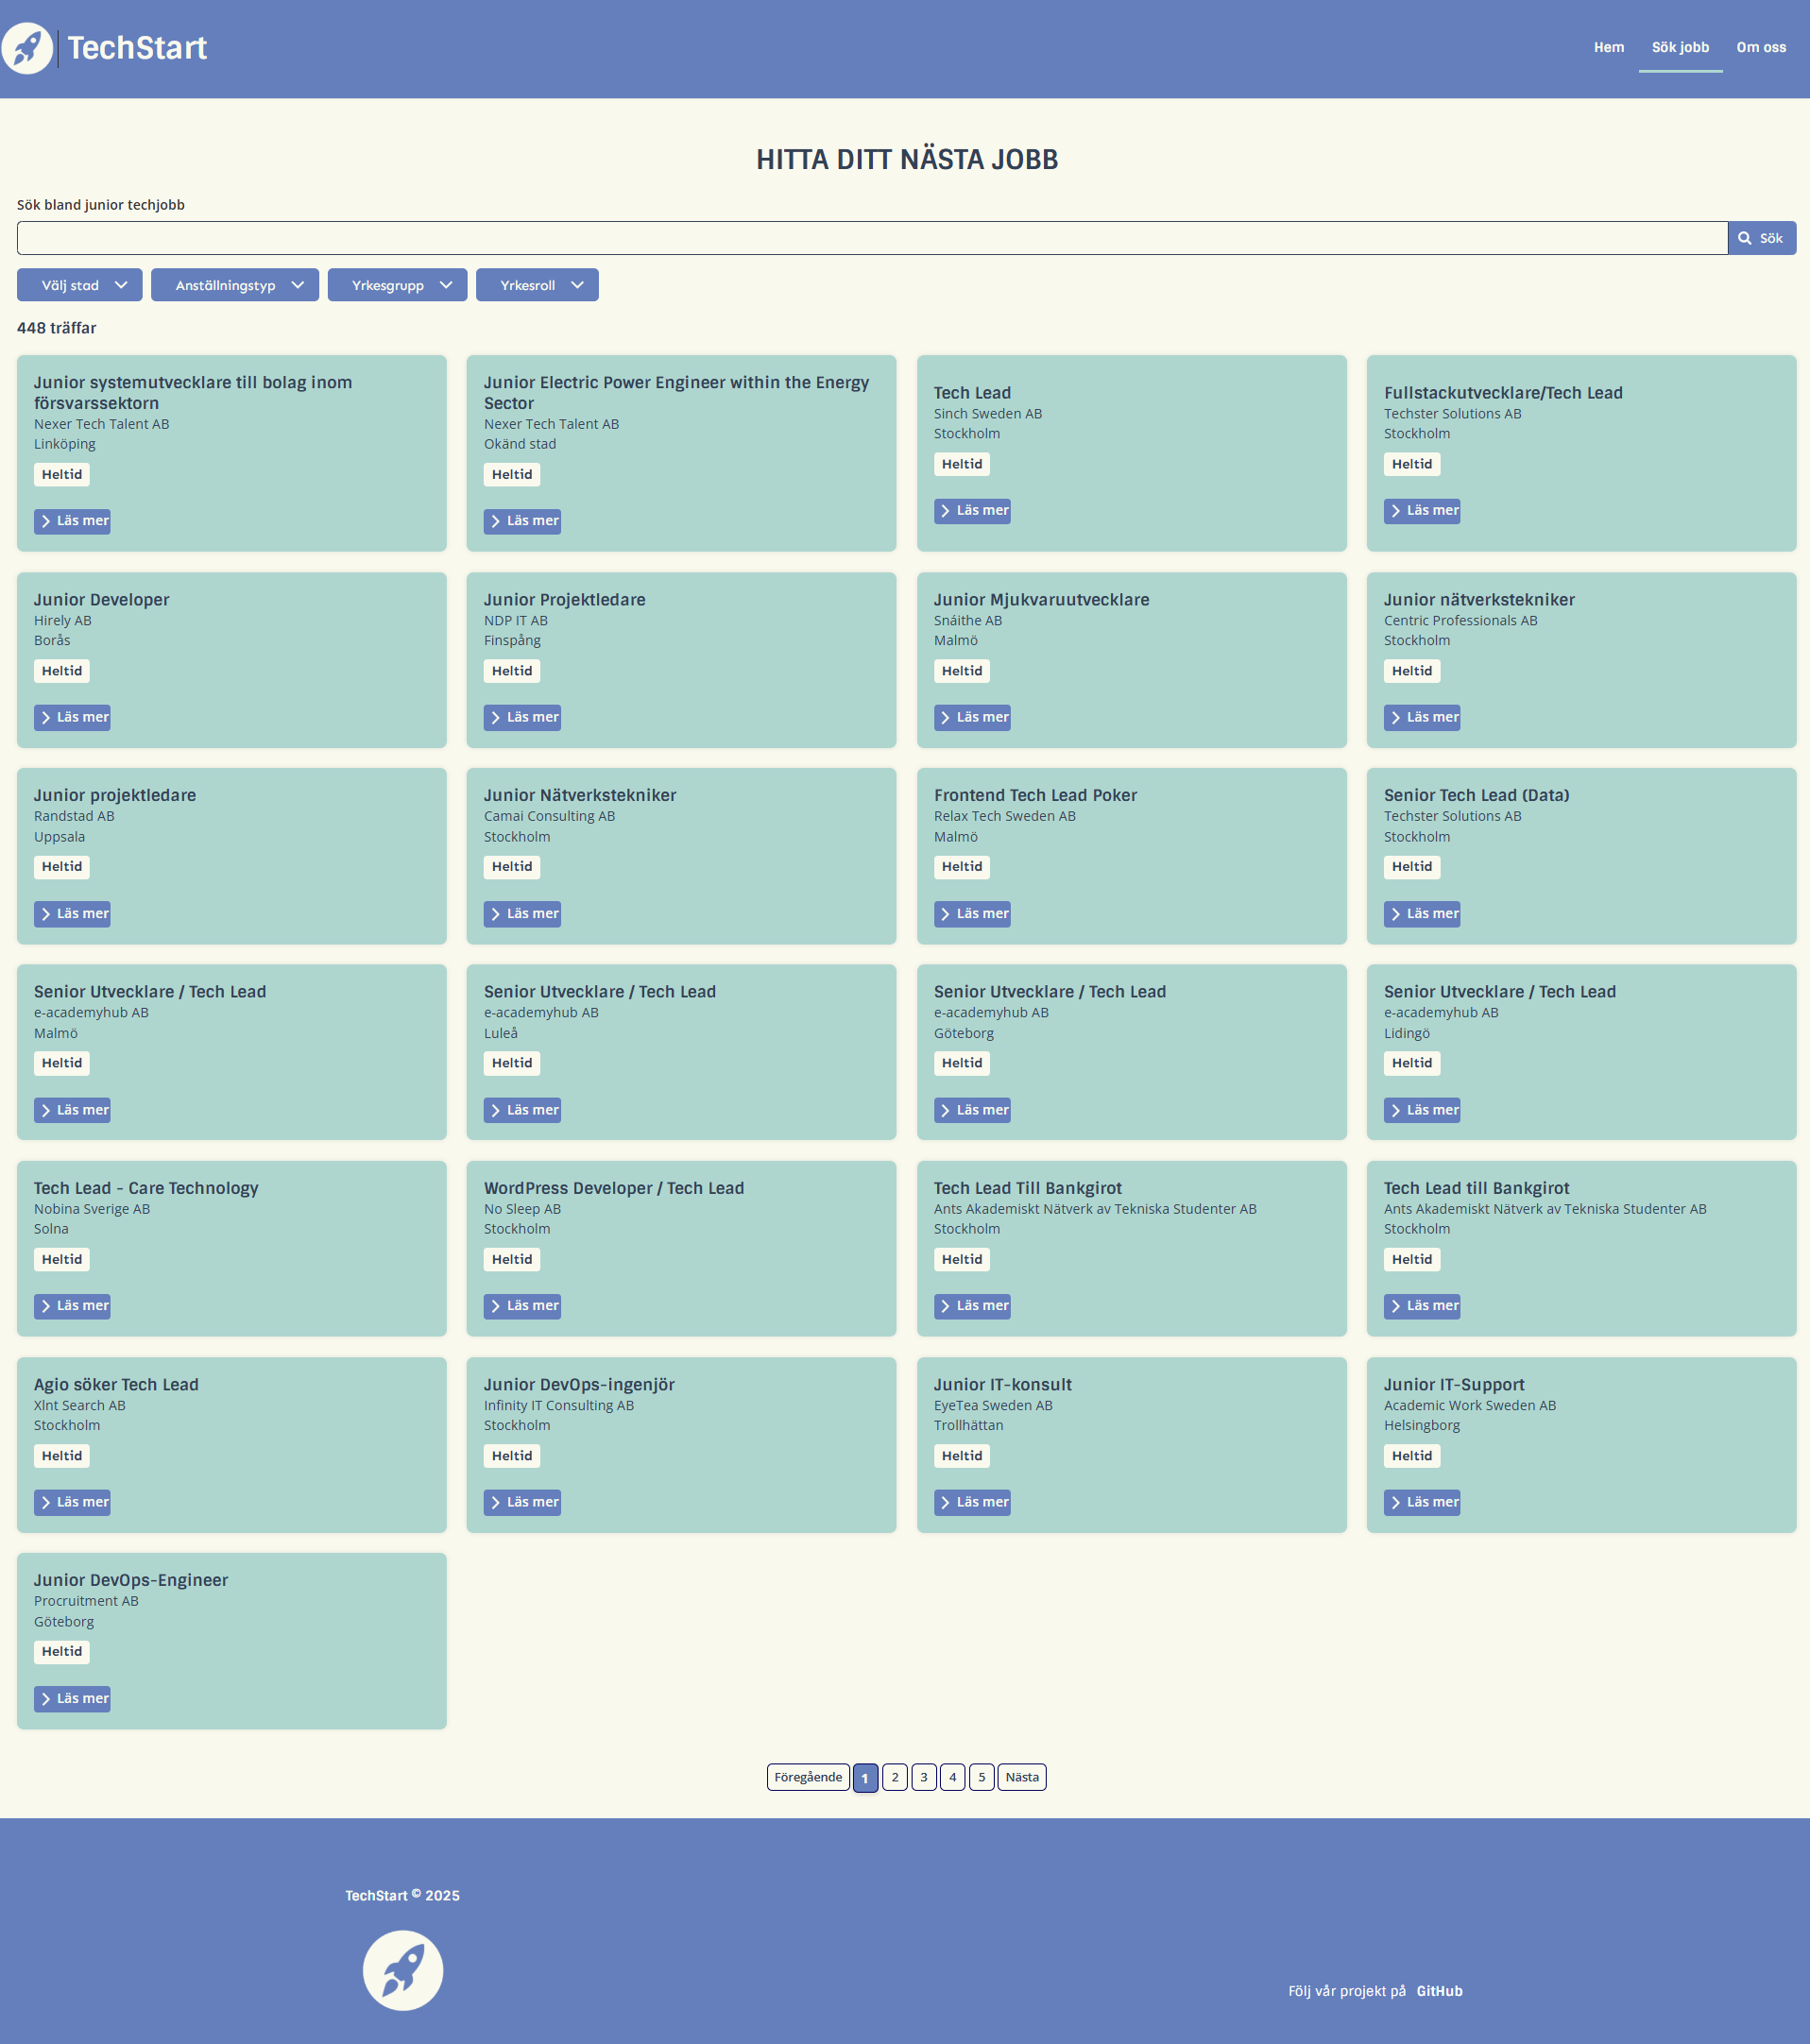 TechStart
Hem
Sök jobb
Om oss
HITTA DITT NÄSTA JOBB
Sök bland junior techjobb
Sök
Välj stad
Anställningstyp
Yrkesgrupp
Yrkesroll
448 träffar
Junior systemutvecklare till bolag inom
försvarssektorn
Nexer Tech Talent AB
Linköping
Heltid
Läs mer
Junior Electric Power Engineer within the Energy
Sector
Nexer Tech Talent AB
Okänd stad
Heltid
Läs mer
Tech Lead
Sinch Sweden AB
Stockholm
Heltid
Läs mer
Fullstackutvecklare/Tech Lead
Techster Solutions AB
Stockholm
Heltid
Läs mer
Junior Developer
Hirely AB
Borås
Heltid
Läs mer
Junior Projektledare
NDP IT AB
Finspång
Heltid
Läs mer
Junior Mjukvaruutvecklare
Snáithe AB
Malmö
Heltid
Läs mer
Junior nätverkstekniker
Centric Professionals AB
Stockholm
Heltid
Läs mer
Junior projektledare
Randstad AB
Uppsala
Heltid
Läs mer
Junior Nätverkstekniker
Camai Consulting AB
Stockholm
Heltid
Läs mer
Frontend Tech Lead Poker
Relax Tech Sweden AB
Malmö
Heltid
Läs mer
Senior Tech Lead (Data)
Techster Solutions AB
Stockholm
Heltid
Läs mer
Senior Utvecklare / Tech Lead
e-academyhub AB
Malmö
Heltid
Läs mer
Senior Utvecklare / Tech Lead
e-academyhub AB
Luleå
Heltid
Läs mer
Senior Utvecklare / Tech Lead
e-academyhub AB
Göteborg
Heltid
Läs mer
Senior Utvecklare / Tech Lead
e-academyhub AB
Lidingö
Heltid
Läs mer
Tech Lead - Care Technology
Nobina Sverige AB
Solna
Heltid
Läs mer
WordPress Developer / Tech Lead
No Sleep AB
Stockholm
Heltid
Läs mer
Tech Lead Till Bankgirot
Ants Akademiskt Nätverk av Tekniska Studenter AB
Stockholm
Heltid
Läs mer
Tech Lead till Bankgirot
Ants Akademiskt Nätverk av Tekniska Studenter AB
Stockholm
Heltid
Läs mer
Agio söker Tech Lead
Xlnt Search AB
Stockholm
Heltid
Läs mer
Junior DevOps-ingenjör
Infinity IT Consulting AB
Stockholm
Heltid
Läs mer
Junior IT-konsult
EyeTea Sweden AB
Trollhättan
Heltid
Läs mer
Junior IT-Support
Academic Work Sweden AB
Helsingborg
Heltid
Läs mer
Junior DevOps-Engineer
Procruitment AB
Göteborg
Heltid
Läs mer
Föregående 1 2 3 4 5 Nästa
TechStart © 2025
Följ vår projekt på GitHub